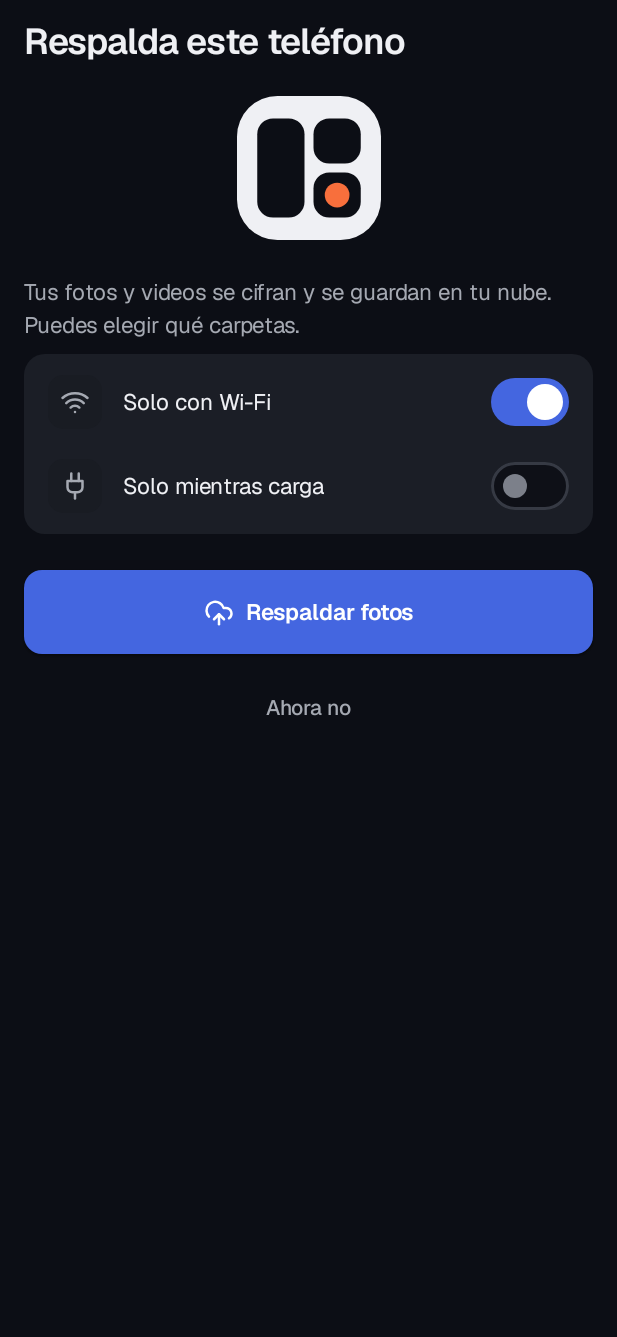 Respalda este teléfono
Tus fotos y videos se cifran y se guardan en tu nube.
Puedes elegir qué carpetas.
Solo con Wi-Fi
Solo mientras carga
Respaldar fotos
Ahora no